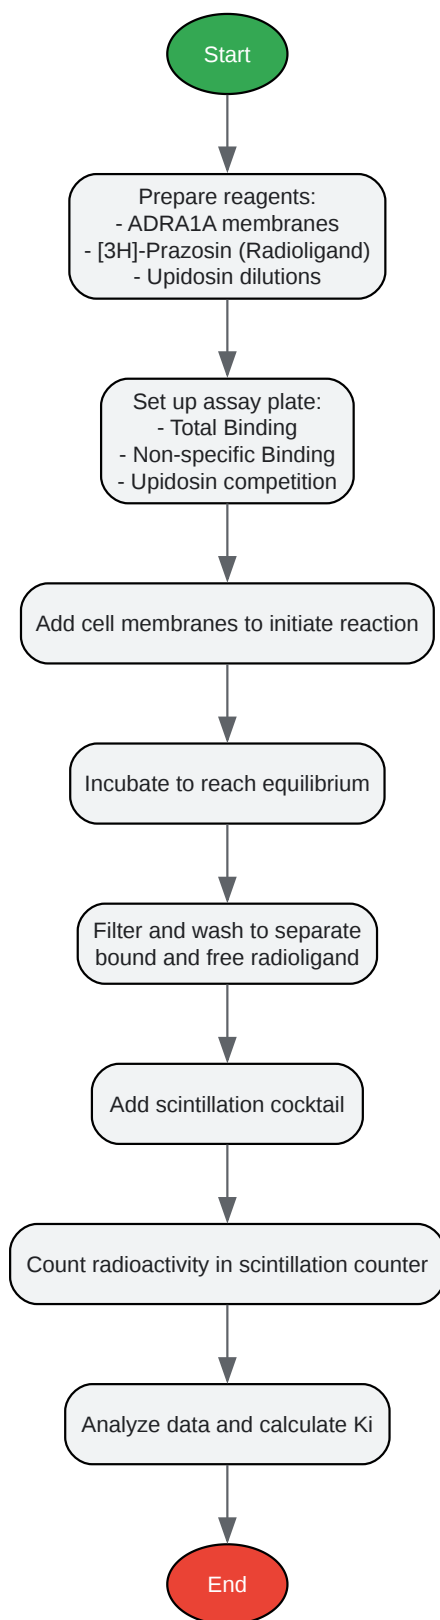 Start
Prepare reagents:
- ADRA1A membranes
- [3H]-Prazosin (Radioligand)
- Upidosin dilutions
Set up assay plate:
- Total Binding
- Non-specific Binding
- Upidosin competition
Add cell membranes to initiate reaction
Incubate to reach equilibrium
Filter and wash to separate
bound and free radioligand
Add scintillation cocktail
Count radioactivity in scintillation counter
Analyze data and calculate Ki
End